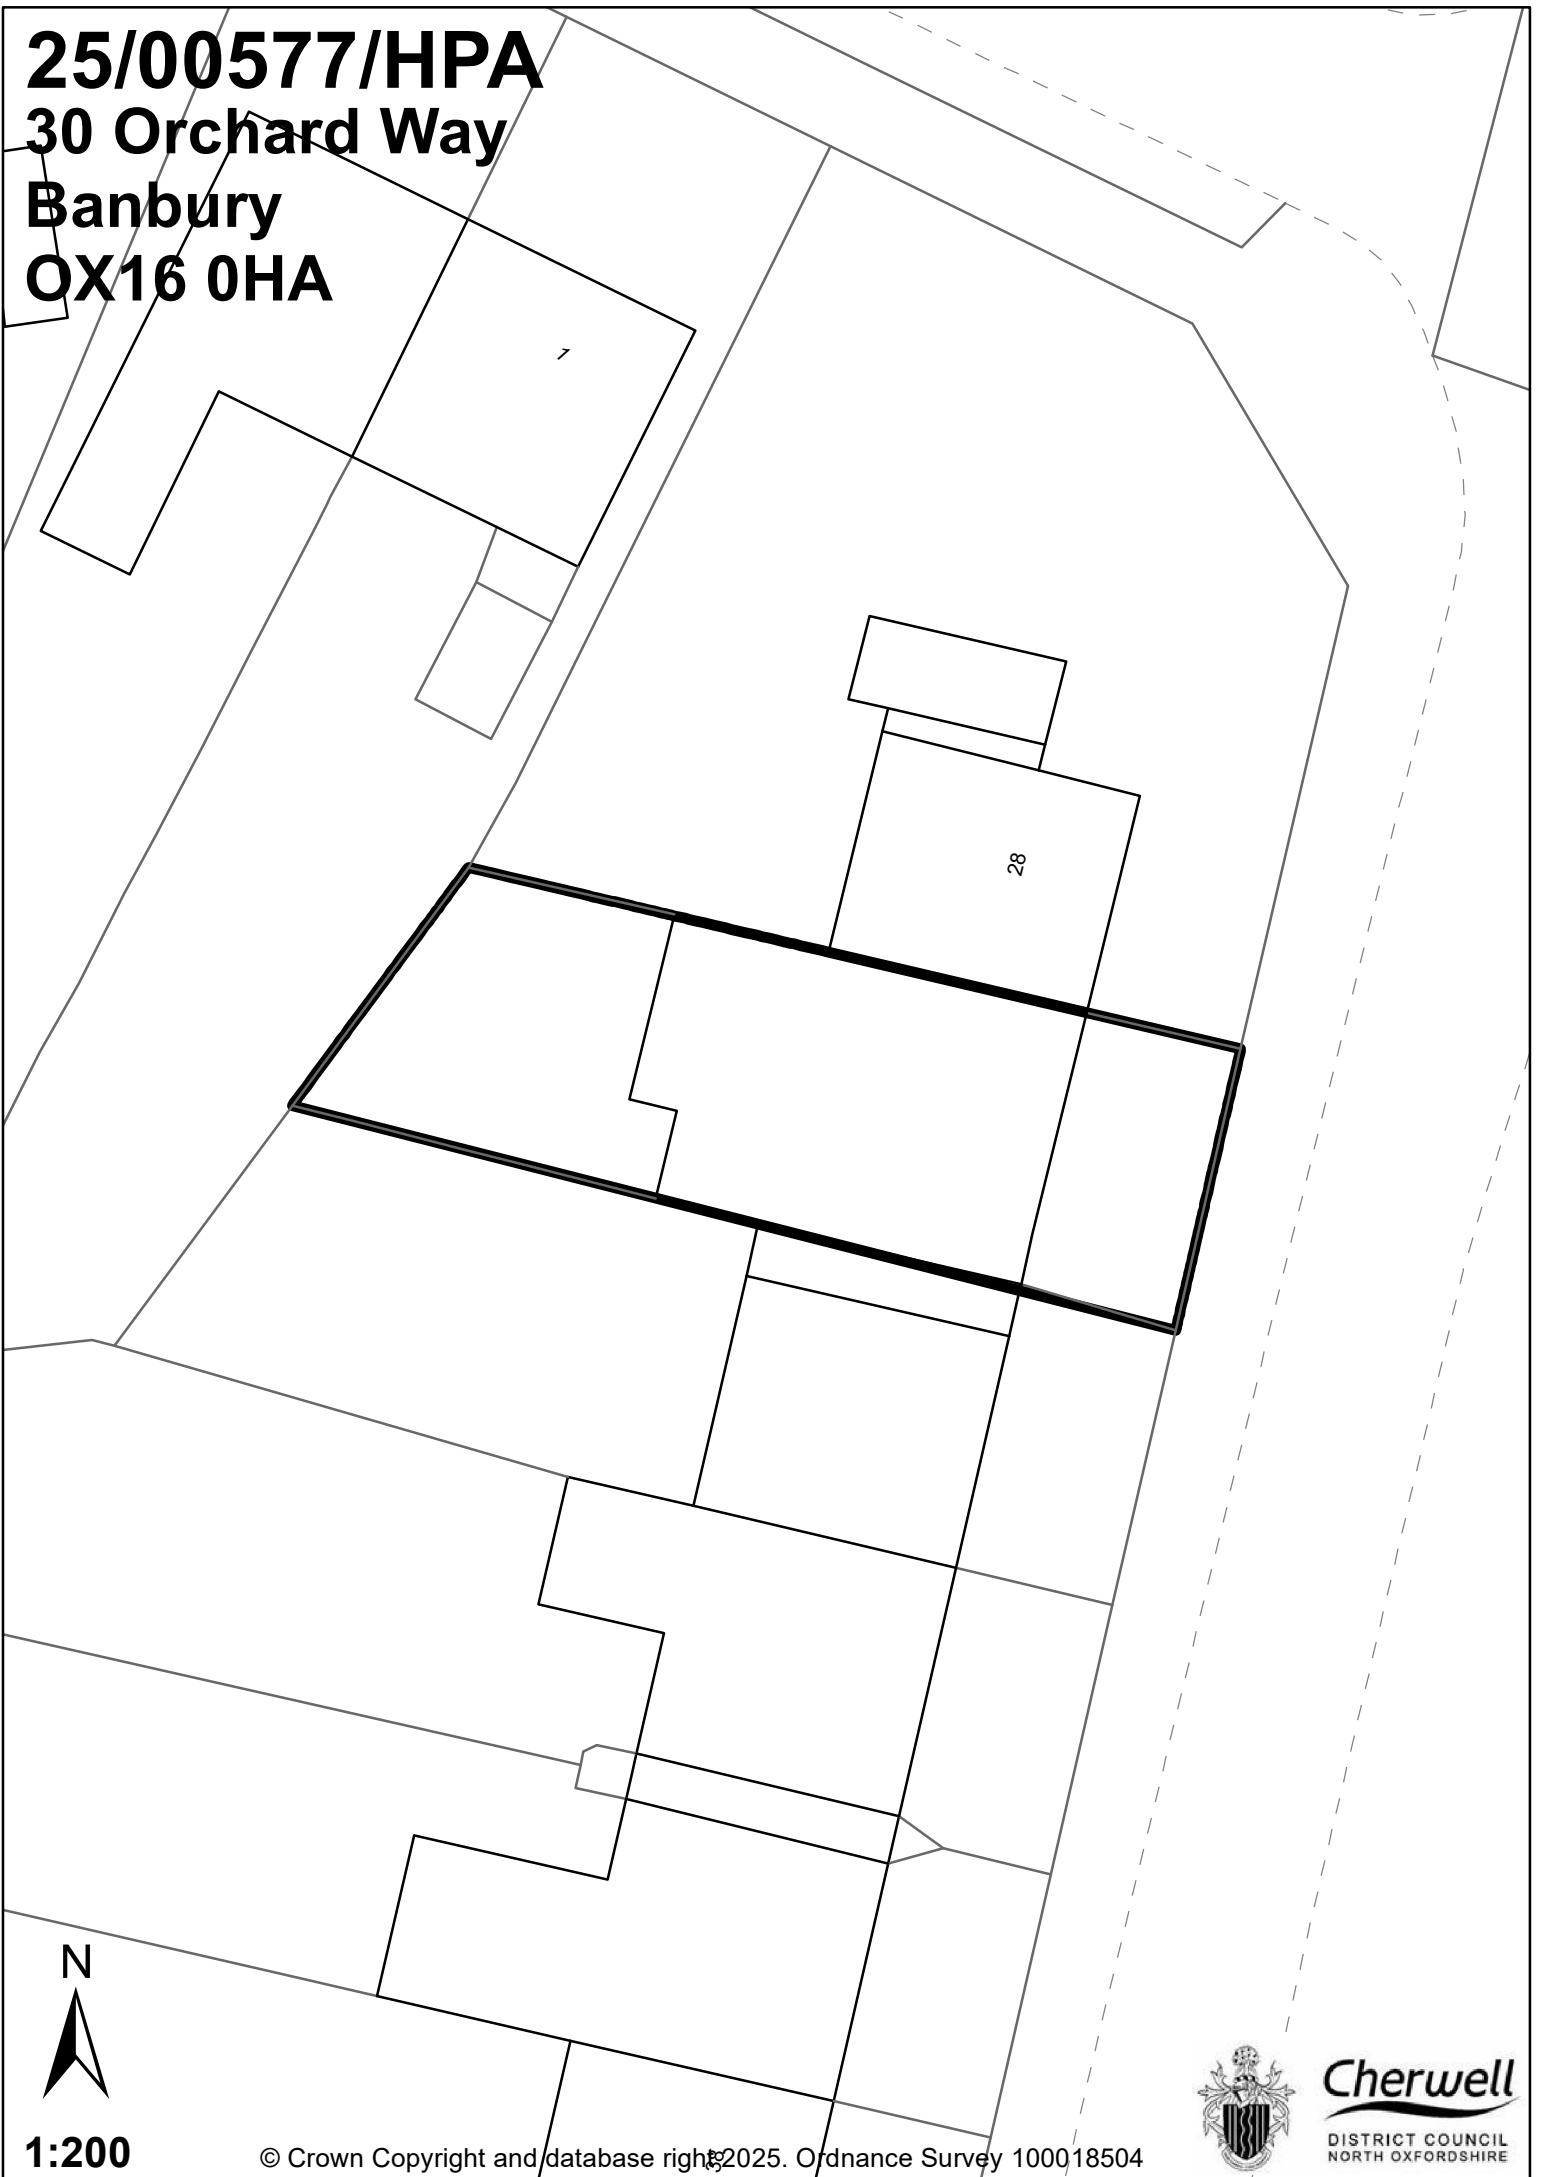 25/00577/HPA
30 Orchard Way
Banbury
OX16 0HA
1
28
N
1:200
© Crown Copyright and database right 2025. Ordnance Survey 100018504
Cherwell
DISTRICT COUNCIL
NORTH OXFORDSHIRE